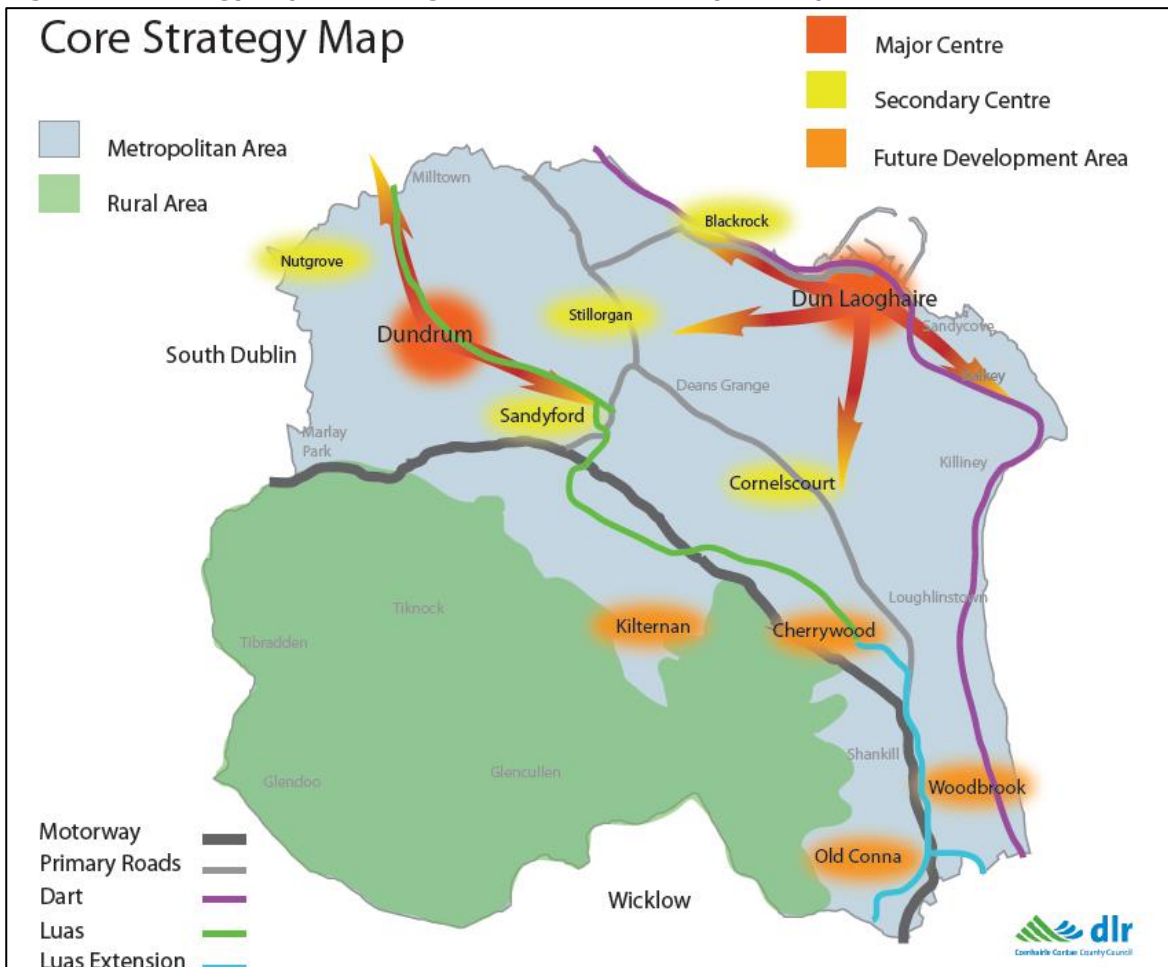 Core Strategy Map
Major Centre
Secondary Centre
Future Development Area
Metropolitan Area
Rural Area
Milltown
Blackrock
Nutgrove
Dun Laoghaire
Stillorgan
Dundrum
Sandycove
South Dublin
Deans Grange
Dalkey
Sandyford
Marlay
Park
Killiney
Cornelscourt
Loughlinstown
Tiknock
Kilternan
Cherrywood
Tibradden
Shankill
Glendoo
Glencullen
Woodbrook
Old Conna
Wicklow
Motorway
Primary Roads
Dart
Luas
Luas Extension
dlr
County Council